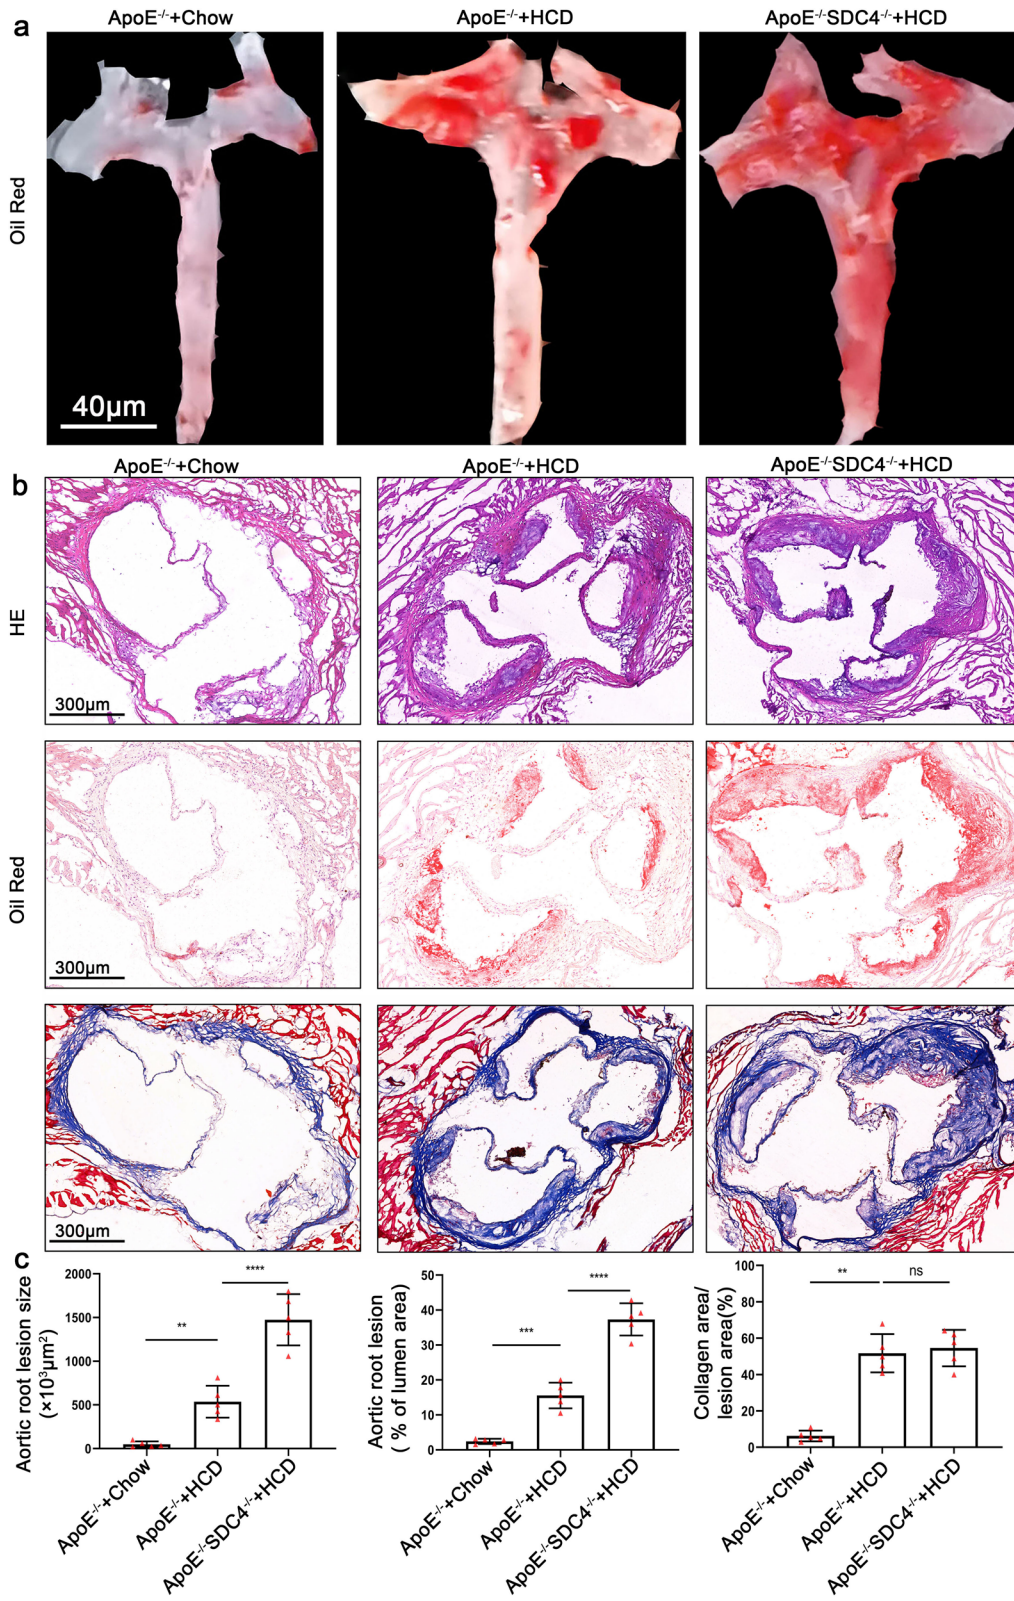 a
ApoE⁻/⁻+Chow
ApoE⁻/⁻+HCD
ApoE⁻/⁻SDC4⁻/⁻+HCD
Oil Red
40μm
b
ApoE⁻/⁻+Chow
ApoE⁻/⁻+HCD
ApoE⁻/⁻SDC4⁻/⁻+HCD
HE
300μm
Oil Red
300μm
300μm
c
Aortic root lesion size
(×10³μm²)
2000
1500
1000
500
0
**
****
ApoE⁻/⁻+Chow
ApoE⁻/⁻+HCD
ApoE⁻/⁻SDC4⁻/⁻+HCD
Aortic root lesion
( % of lumen area)
50
40
30
20
10
0
***
****
ApoE⁻/⁻+Chow
ApoE⁻/⁻+HCD
ApoE⁻/⁻SDC4⁻/⁻+HCD
Collagen area/
lesion area(%)
100
80
60
40
20
0
**
ns
ApoE⁻/⁻+Chow
ApoE⁻/⁻+HCD
ApoE⁻/⁻SDC4⁻/⁻+HCD